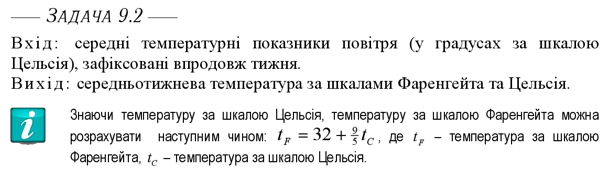 Задача 9.2
Вхід: середні температурні показники повітря (у градусах за шкалою
Цельсія), зафіксовані впродовж тижня.
Вихід: середньотижнева температура за шкалами Фаренгейта та Цельсія.
Знаючи температуру за шкалою Цельсія, температуру за шкалою Фаренгейта можна
розрахувати наступним чином: t_F = 32 + 9/5 t_C, де t_F – температура за шкалою
Фаренгейта, t_C – температура за шкалою Цельсія.